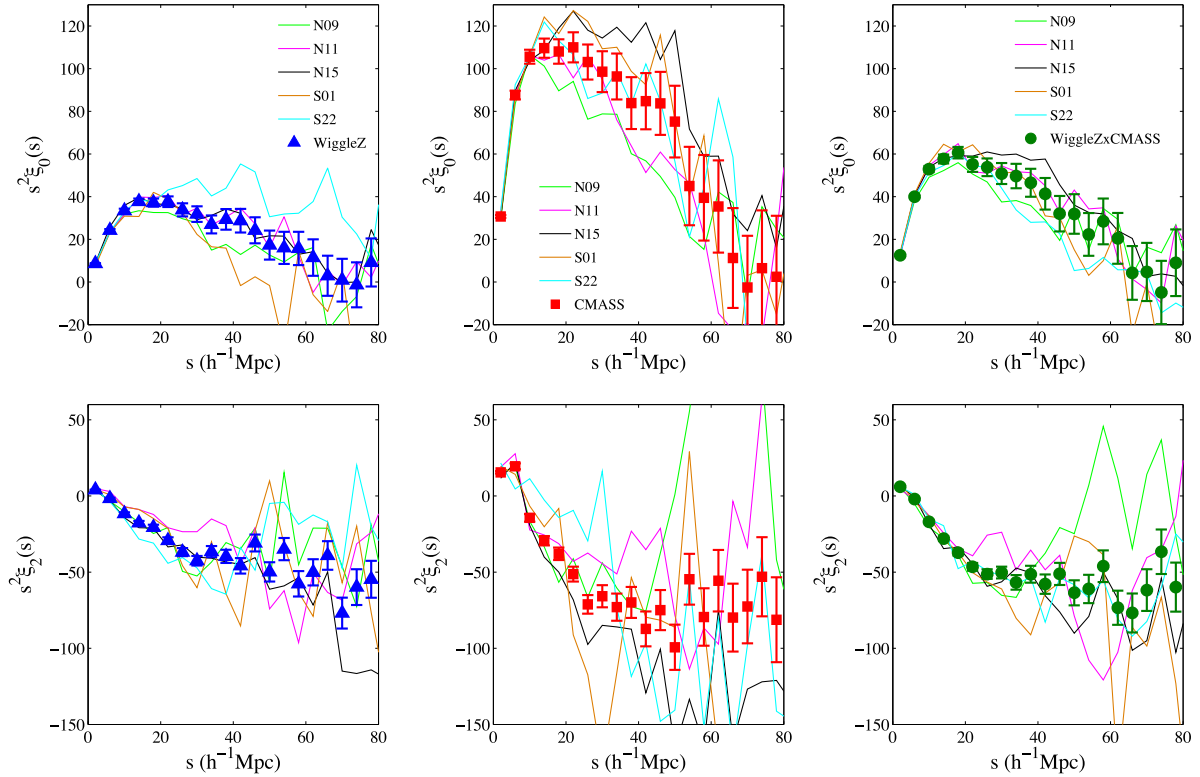 s²ξ₀(s)
120
100
80
60
40
20
0
−20
0 20 40 60 80
s (h⁻¹Mpc)
N09
N11
N15
S01
S22
WiggleZ
s²ξ₀(s)
120
100
80
60
40
20
0
−20
0 20 40 60 80
s (h⁻¹Mpc)
N09
N11
N15
S01
S22
CMASS
s²ξ₀(s)
120
100
80
60
40
20
0
−20
0 20 40 60 80
s (h⁻¹Mpc)
N09
N11
N15
S01
S22
WiggleZxCMASS
s²ξ₂(s)
50
0
−50
−100
−150
0 20 40 60 80
s (h⁻¹Mpc)
s²ξ₂(s)
50
0
−50
−100
−150
0 20 40 60 80
s (h⁻¹Mpc)
s²ξ₂(s)
50
0
−50
−100
−150
0 20 40 60 80
s (h⁻¹Mpc)